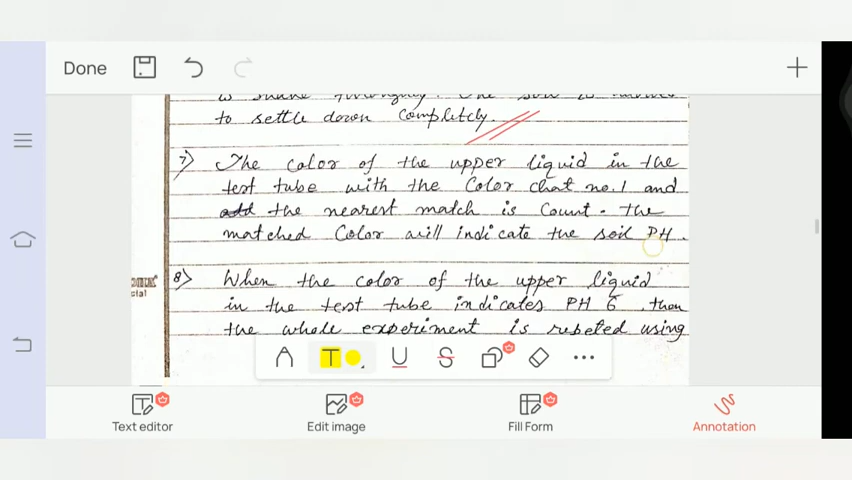 Done
to settle down completly.
7) The color of the upper liquid in the
test tube with the Color chat no.1 and
add the nearest match is Count. The
matched Color will indicate the soil PH.
8) When the color of the upper liquid
in the test tube indicates PH 6, then
the whole experiment is rebeted using
T
U
S
Text editor
Edit image
Fill Form
Annotation